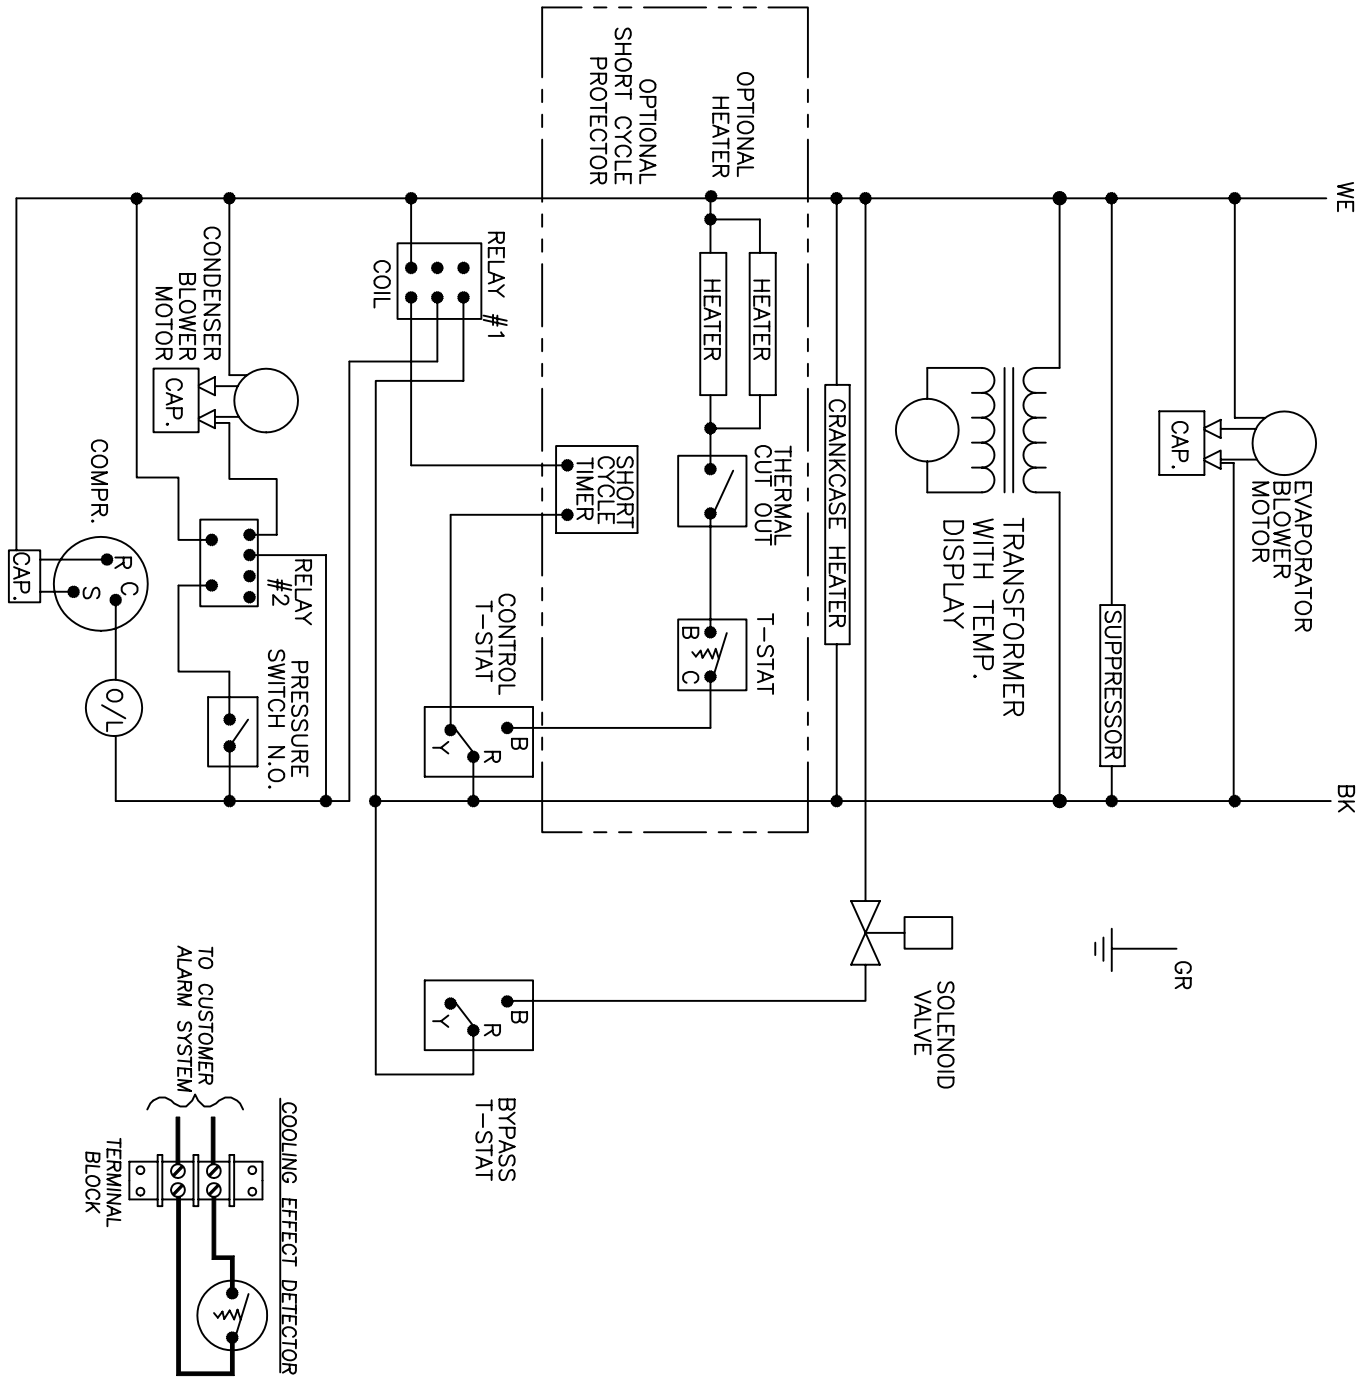 WE
BK
GR
EVAPORATOR
BLOWER
MOTOR
CAP.
SUPPRESSOR
TRANSFORMER
WITH TEMP.
DISPLAY
CRANKCASE HEATER
SOLENOID
VALVE
OPTIONAL
HEATER
HEATER
HEATER
THERMAL
CUT OUT
T-STAT
B
C
OPTIONAL
SHORT CYCLE
PROTECTOR
SHORT
CYCLE
TIMER
CONTROL
T-STAT
B
R
Y
BYPASS
T-STAT
B
R
Y
RELAY #1
COIL
CONDENSER
BLOWER
MOTOR
CAP.
RELAY
#2
PRESSURE
SWITCH N.O.
COMPR.
R
C
S
CAP.
O/L
COOLING EFFECT DETECTOR
TO CUSTOMER
ALARM SYSTEM
TERMINAL
BLOCK